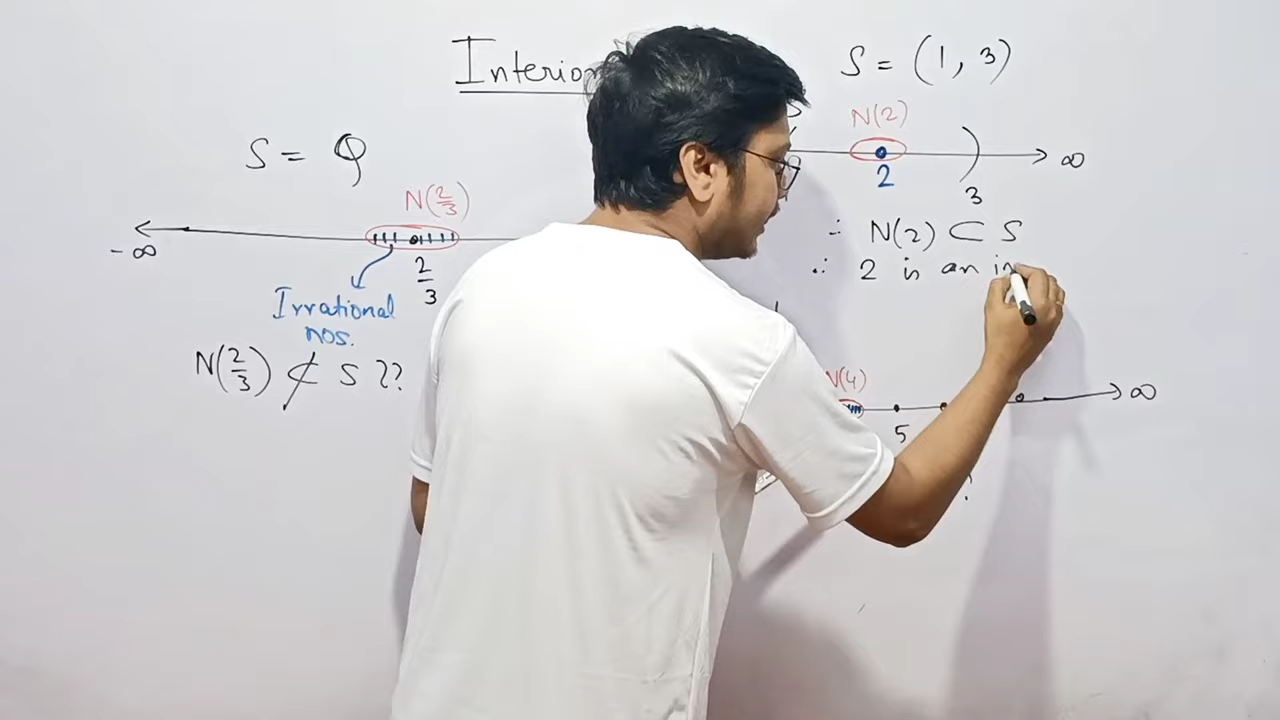 Interior
S = Q
N(2/3)
-∞
2/3
Irrational
nos.
N(2/3) ⊄ S ??
S = (1, 3)
N(2)
2
)
3
∞
∴ N(2) ⊂ S
∴ 2 is an in
N(4)
5
∞
?